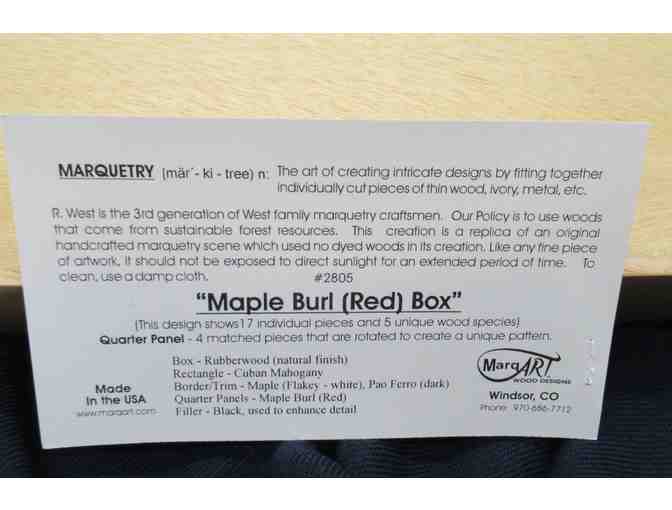 MARQUETRY (mär´- ki - tree) n: The art of creating intricate designs by fitting together
individually cut pieces of thin wood, ivory, metal, etc.
R. West is the 3rd generation of West family marquetry craftsmen. Our Policy is to use woods
that come from sustainable forest resources. This creation is a replica of an original
handcrafted marquetry scene which used no dyed woods in its creation. Like any fine piece
of artwork, it should not be exposed to direct sunlight for an extended period of time. To
clean, use a damp cloth. #2805
"Maple Burl (Red) Box"
(This design shows17 individual pieces and 5 unique wood species)
Quarter Panel - 4 matched pieces that are rotated to create a unique pattern.
Box - Rubberwood (natural finish)
Rectangle - Cuban Mahogany
Border/Trim - Maple (Flakey - white), Pao Ferro (dark)
Quarter Panels - Maple Burl (Red)
Filler - Black, used to enhance detail
Made
In the USA
www.marqart.com
MarqART
WOOD DESIGNS
Windsor, CO
Phone: 970-686-7712